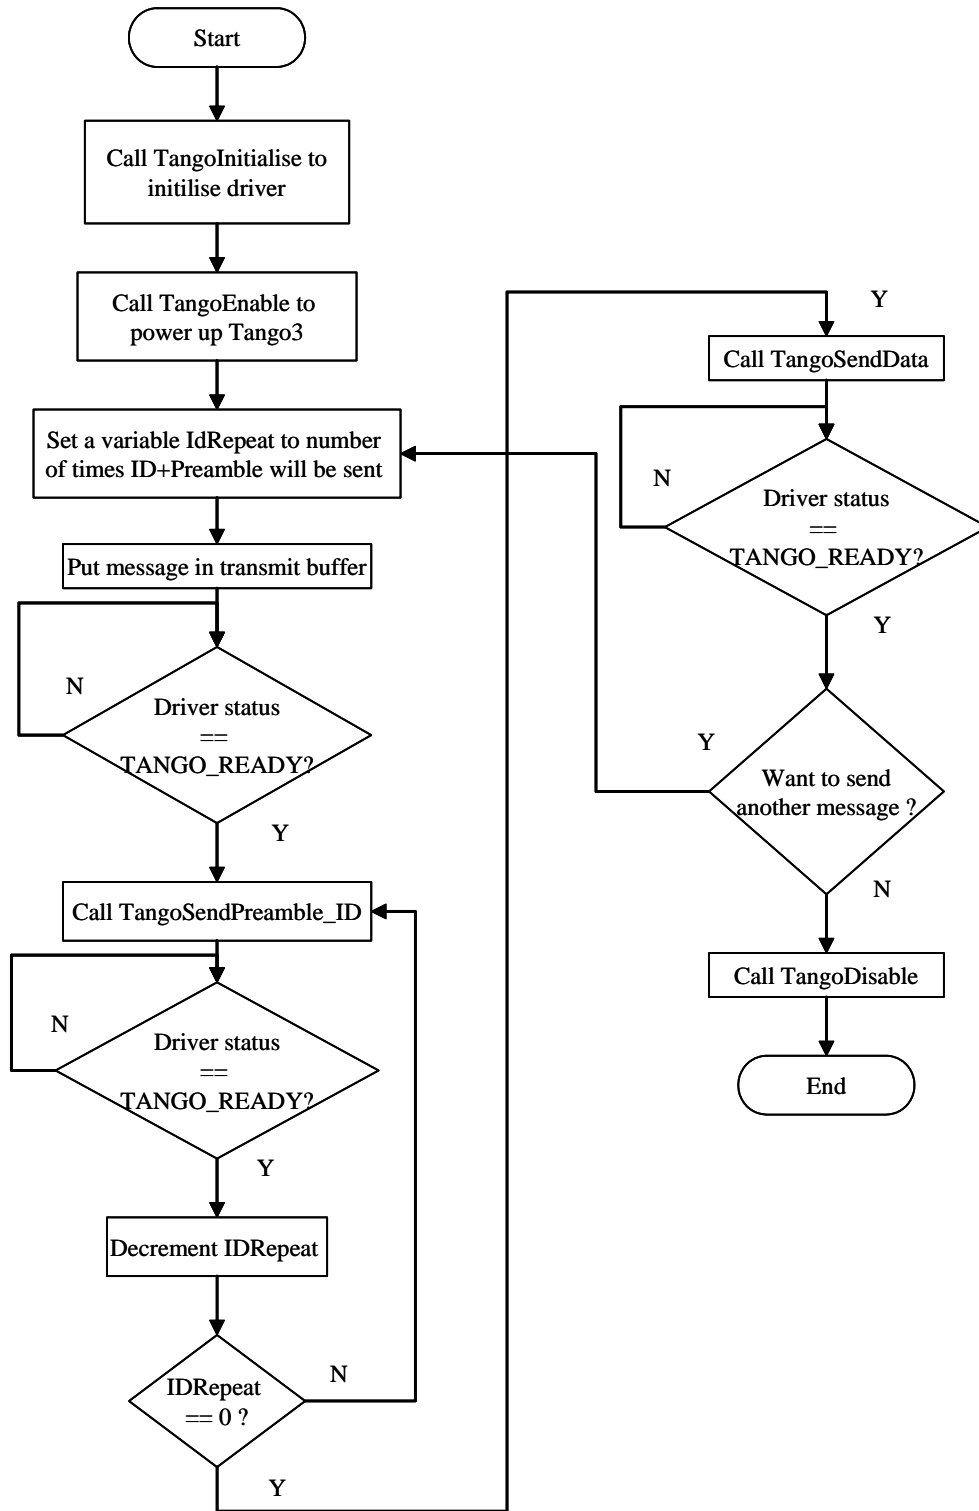 Start
Call TangoInitialise to
initilise driver
Call TangoEnable to
power up Tango3
Set a variable IdRepeat to number
of times ID+Preamble will be sent
Put message in transmit buffer
N
Driver status
==
TANGO_READY?
Y
Call TangoSendPreamble_ID
N
Driver status
==
TANGO_READY?
Y
Decrement IDRepeat
IDRepeat
== 0 ?
N
Y
Y
Call TangoSendData
N
Driver status
==
TANGO_READY?
Y
Y
Want to send
another message ?
N
Call TangoDisable
End